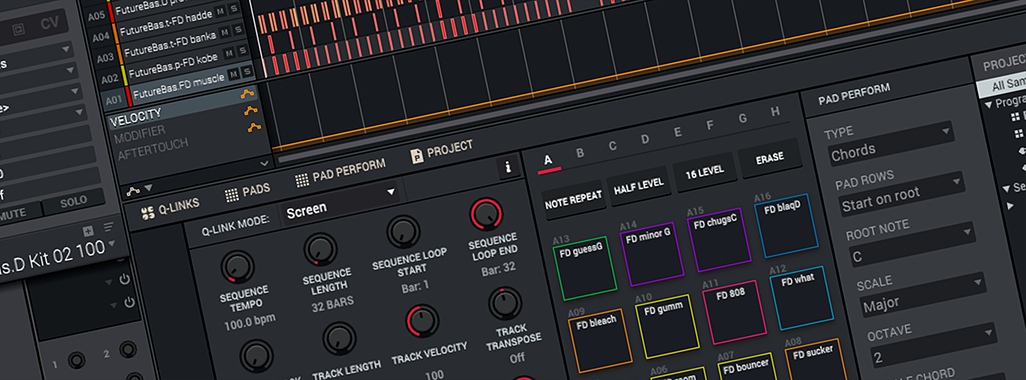 CV
A05
A04
FutureBas.t-FD hadde
M
S
A03
FutureBas.t-FD banka
M
S
A02
FutureBas.p-FD kobe
M
S
A01
FutureBas.FD muscle
M
S
VELOCITY
MODIFIER
AFTERTOUCH
MUTE
SOLO
Kit 02 100
1
2
Q-LINKS
PADS
PAD PERFORM
PROJECT
Q-LINK MODE:
Screen
i
SEQUENCE
TEMPO
100.0 bpm
SEQUENCE
LENGTH
32 BARS
SEQUENCE LOOP
START
Bar: 1
SEQUENCE
LOOP END
Bar: 32
TRACK LENGTH
TRACK VELOCITY
100
TRACK
TRANSPOSE
Off
A
B
C
D
E
F
G
H
NOTE REPEAT
HALF LEVEL
16 LEVEL
ERASE
A13
FD guessG
A14
FD minor G
A15
FD chugsC
A16
FD blaqD
A09
FD bleach
A10
FD gumm
A11
FD 808
A12
FD what
A06
A07
FD bouncer
A08
FD sucker
PAD PERFORM
TYPE
Chords
PAD ROWS
Start on root
ROOT NOTE
C
SCALE
Major
OCTAVE
2
CHORD
All Sam